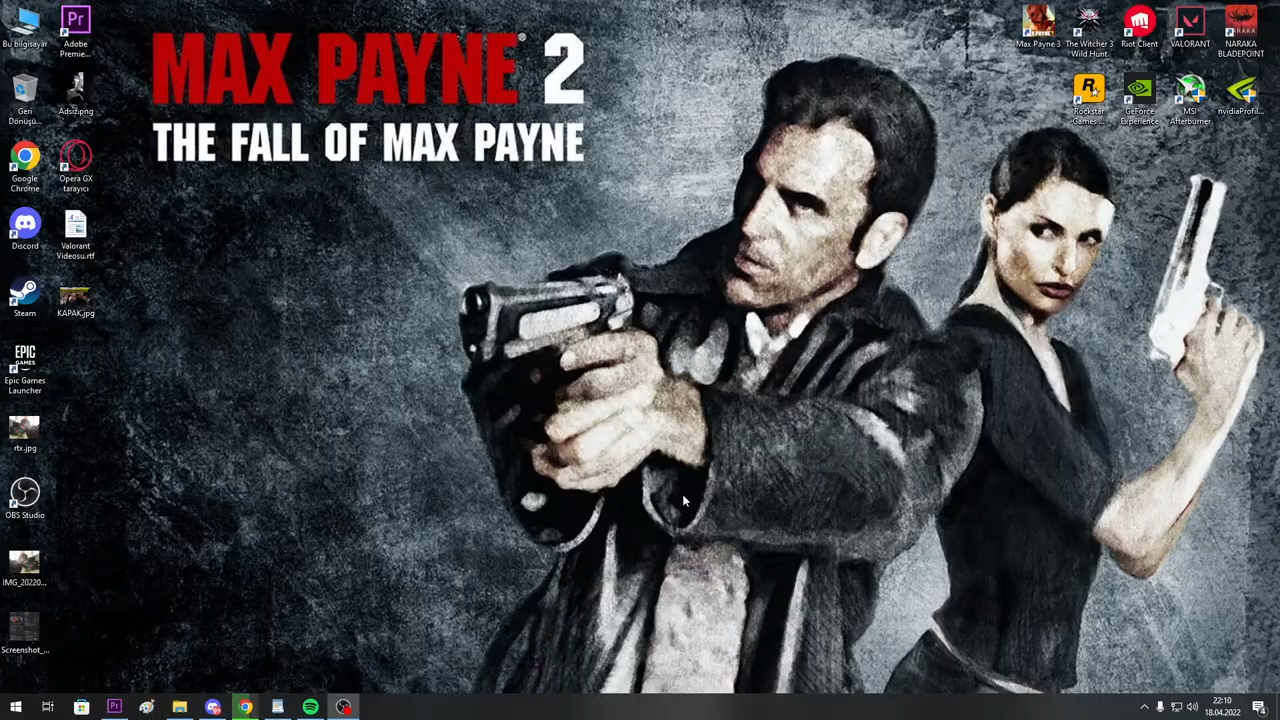 MAX PAYNE® 2
THE FALL OF MAX PAYNE
Bu bilgisayar
Adobe
Premie...
Geri
Dönüşü...
Adsız.png
Google
Chrome
Opera GX
tarayıcı
Discord
Valorant
Videosu.rtf
Steam
KAPAK.jpg
EPIC
GAMES
Epic Games
Launcher
rtx.jpg
OBS Studio
IMG_20220...
Screenshot_...
Max Payne 3
The Witcher 3
Wild Hunt
Riot Client
VALORANT
NARAKA
BLADEPOINT
Rockstar
Games ...
GeForce
Experience
MSI
Afterburner
nvidiaProfil...
22:10
18.04.2022
4